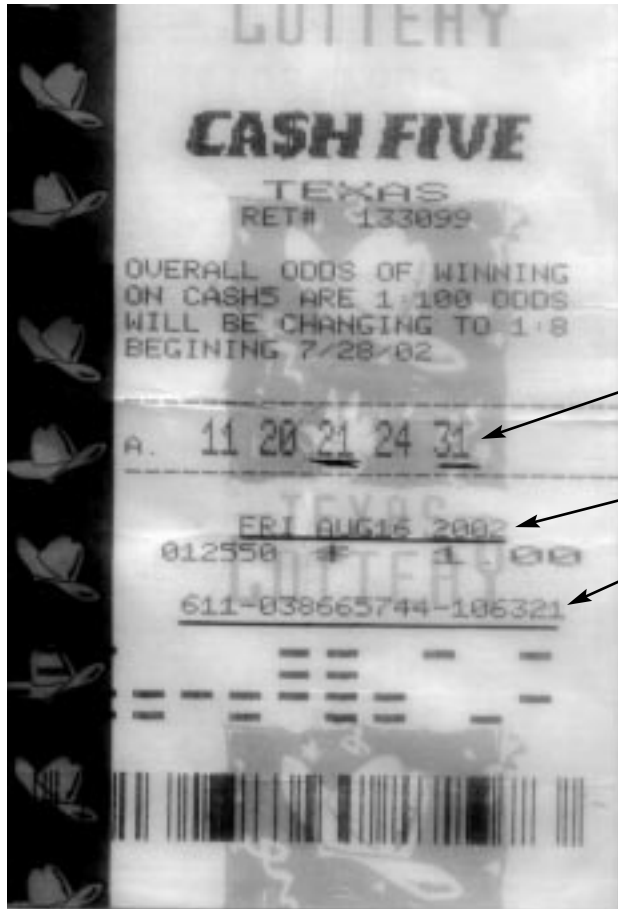 LOTTERY
CASH FIVE
TEXAS
RET# 133099
OVERALL ODDS OF WINNING
ON CASH5 ARE 1:100 ODDS
WILL BE CHANGING TO 1:8
BEGINING 7/28/02
A. 11 20 21 24 31
TEXAS
FRI AUG16 2002
012550 1.00
LOTTERY
611-038665744-106321